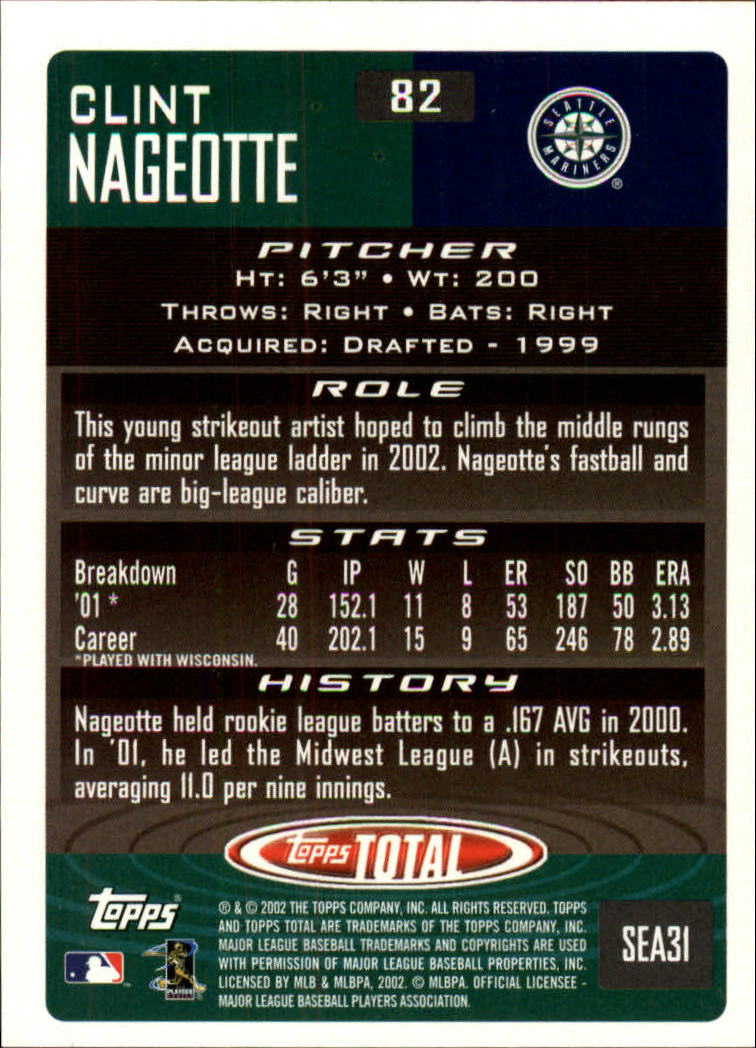 82
CLINT
NAGEOTTE
SEATTLE MARINERS
®
PITCHER
HT: 6'3" • WT: 200
THROWS: RIGHT • BATS: RIGHT
ACQUIRED: DRAFTED - 1999
ROLE
This young strikeout artist hoped to climb the middle rungs
of the minor league ladder in 2002. Nageotte's fastball and
curve are big-league caliber.
STATS
Breakdown G IP W L ER SO BB ERA
'01 * 28 152.1 11 8 53 187 50 3.13
Career 40 202.1 15 9 65 246 78 2.89
*PLAYED WITH WISCONSIN.
HISTORY
Nageotte held rookie league batters to a .167 AVG in 2000.
In '01, he led the Midwest League (A) in strikeouts,
averaging 11.0 per nine innings.
topps TOTAL
topps®
® & © 2002 THE TOPPS COMPANY, INC. ALL RIGHTS RESERVED. TOPPS
AND TOPPS TOTAL ARE TRADEMARKS OF THE TOPPS COMPANY, INC.
MAJOR LEAGUE BASEBALL TRADEMARKS AND COPYRIGHTS ARE USED
WITH PERMISSION OF MAJOR LEAGUE BASEBALL PROPERTIES, INC.
LICENSED BY MLB & MLBPA, 2002. © MLBPA. OFFICIAL LICENSEE -
MAJOR LEAGUE BASEBALL PLAYERS ASSOCIATION.
SEA31